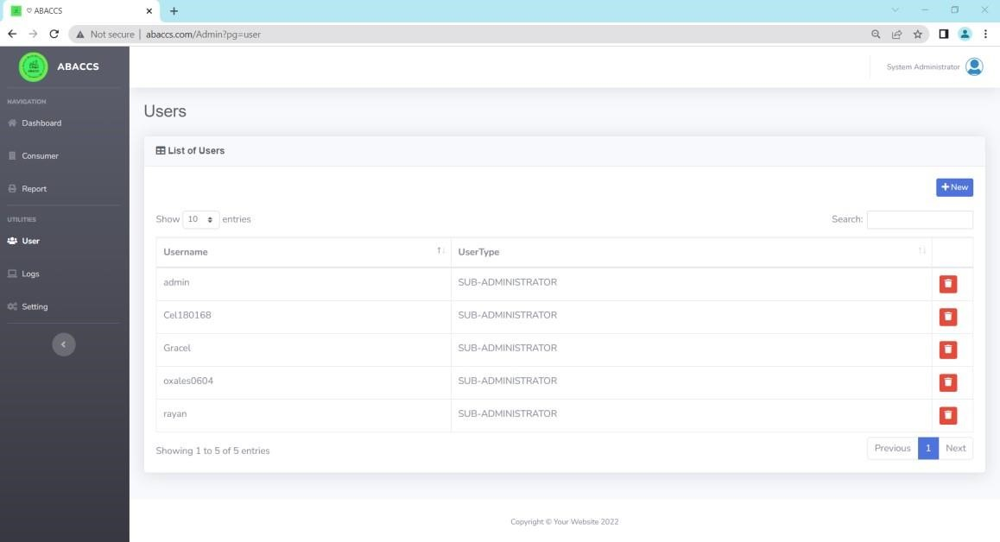 ABACCS
Not secure | abaccs.com/Admin?pg=user
ABACCS
System Administrator
NAVIGATION
Dashboard
Consumer
Report
UTILITIES
User
Logs
Setting
Users
List of Users
+ New
Show 10 entries
Search:
Username UserType
admin SUB-ADMINISTRATOR
Cel180168 SUB-ADMINISTRATOR
Gracel SUB-ADMINISTRATOR
oxales0604 SUB-ADMINISTRATOR
rayan SUB-ADMINISTRATOR
Showing 1 to 5 of 5 entries
Previous 1 Next
Copyright © Your Website 2022